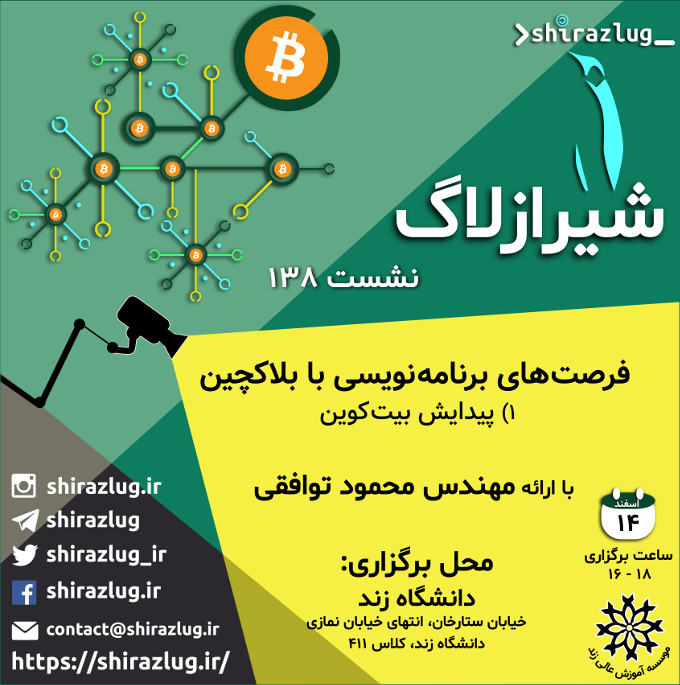 shirazlug_
شیرازلاگ
نشست ۱۳۸
فرصت‌های برنامه‌نویسی با بلاکچین
۱) پیدایش بیت‌کوین
با ارائه مهندس محمود توافقی
اسفند
۱۴
ساعت برگزاری
۱۶ - ۱۸
محل برگزاری:
دانشگاه زند
خیابان ستارخان، انتهای خیابان نمازی
دانشگاه زند، کلاس ۴۱۱
موسسه آموزش عالی زند
shirazlug.ir
shirazlug
shirazlug_ir
shirazlug.ir
contact@shirazlug.ir
https://shirazlug.ir/